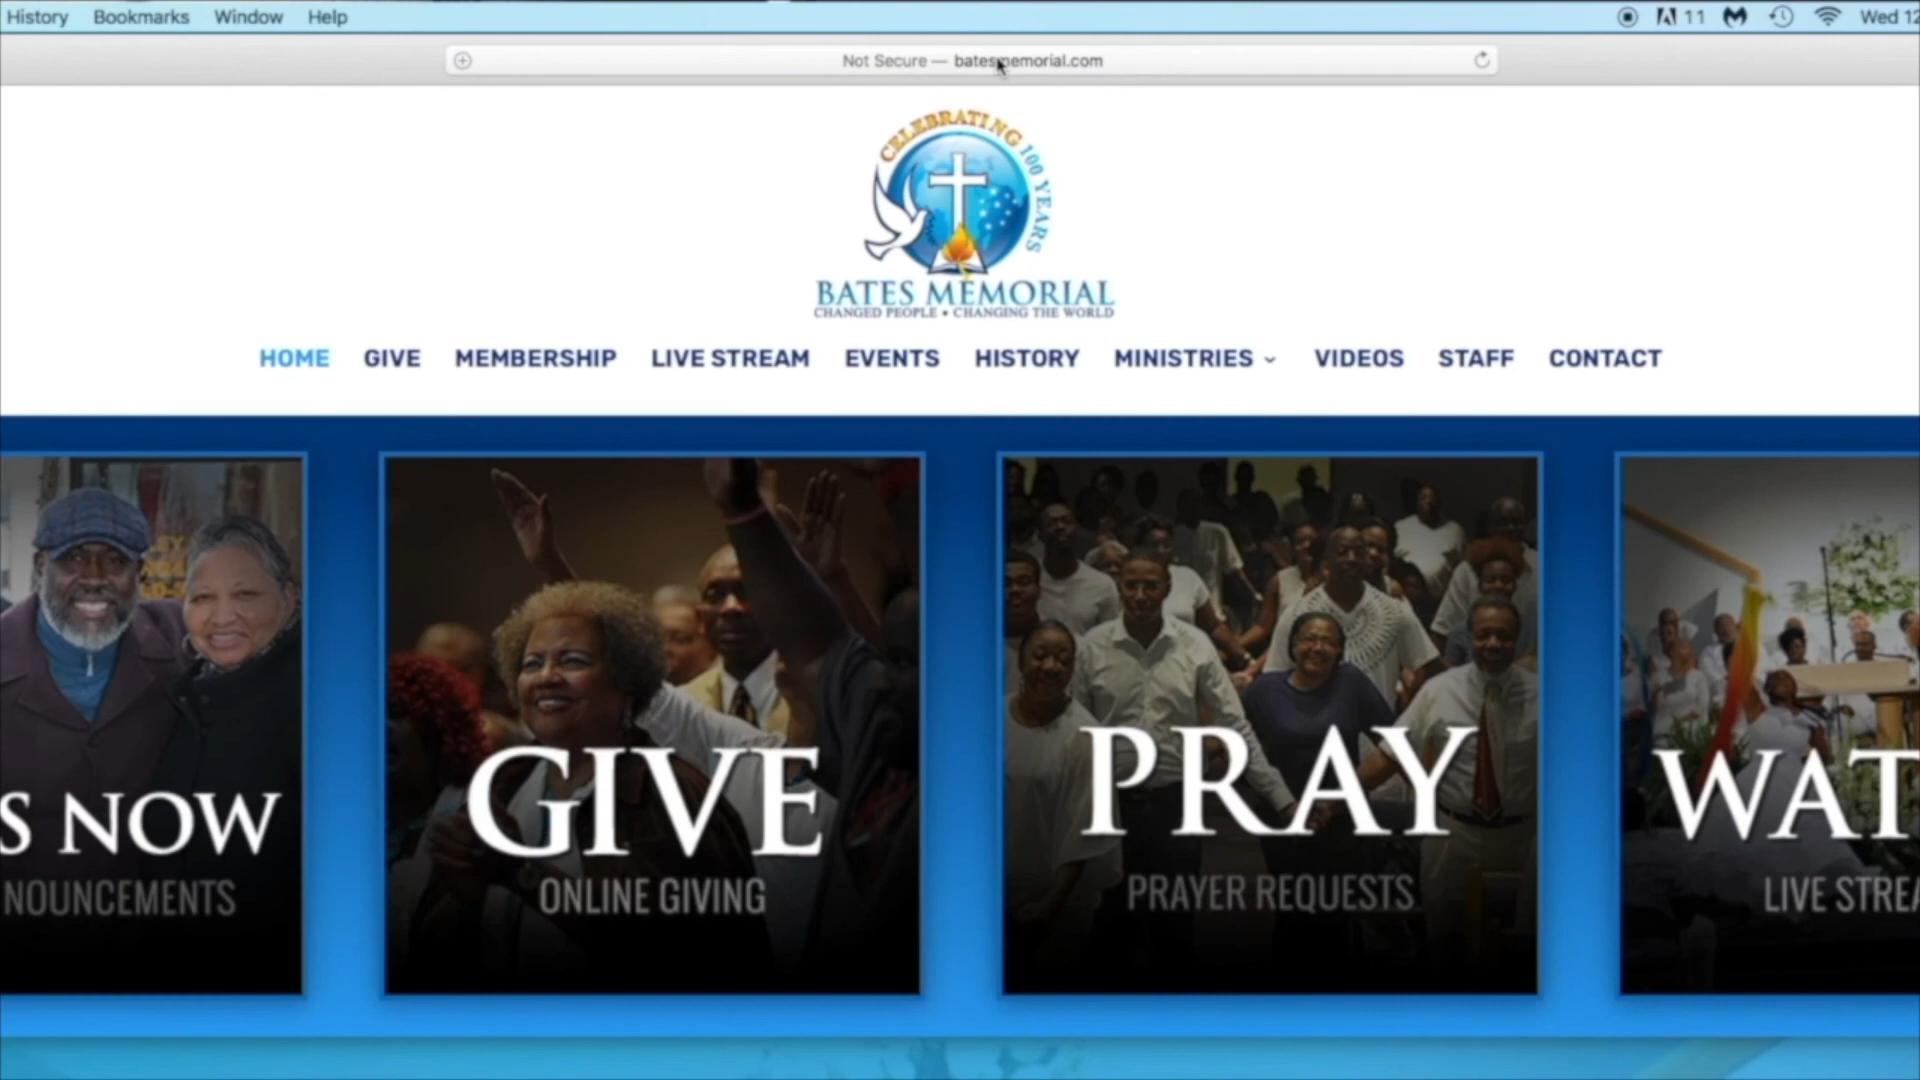 History Bookmarks Window Help 11 Wed 12
Not Secure — batesmemorial.com
CELEBRATING 100 YEARS
BATES MEMORIAL
CHANGED PEOPLE • CHANGING THE WORLD
HOME GIVE MEMBERSHIP LIVE STREAM EVENTS HISTORY MINISTRIES VIDEOS STAFF CONTACT
S NOW
NOUNCEMENTS
GIVE
ONLINE GIVING
PRAY
PRAYER REQUESTS
WAT
LIVE STREA